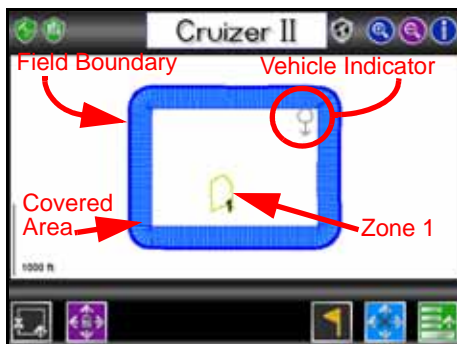 Cruizer II
Field Boundary
Vehicle Indicator
Covered
Area
1
Zone 1
1000 ft